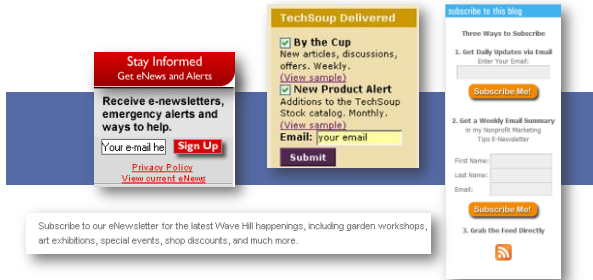 Stay Informed
Get eNews and Alerts
Receive e-newsletters,
emergency alerts and
ways to help.
Your e-mail he
Sign Up
Privacy Policy
View current eNews
TechSoup Delivered
By the Cup
New articles, discussions,
offers. Weekly.
(View sample)
New Product Alert
Additions to the TechSoup
Stock catalog. Monthly.
(View sample)
Email: your email
Submit
subscribe to this blog
Three Ways to Subscribe
1. Get Daily Updates via Email
Enter Your Email:
Subscribe Me!
2. Get a Weekly Email Summary
in my Nonprofit Marketing
Tips E-Newsletter
First Name:
Last Name:
Email:
Subscribe Me!
3. Grab the Feed Directly
Subscribe to our eNewsletter for the latest Wave Hill happenings, including garden workshops,
art exhibitions, special events, shop discounts, and much more.